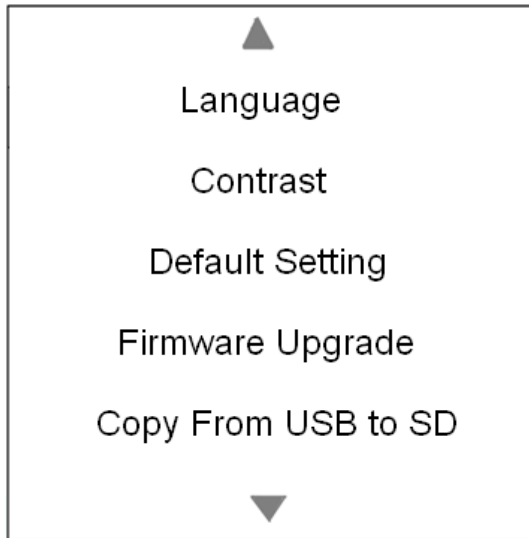 Language
Contrast
Default Setting
Firmware Upgrade
Copy From USB to SD